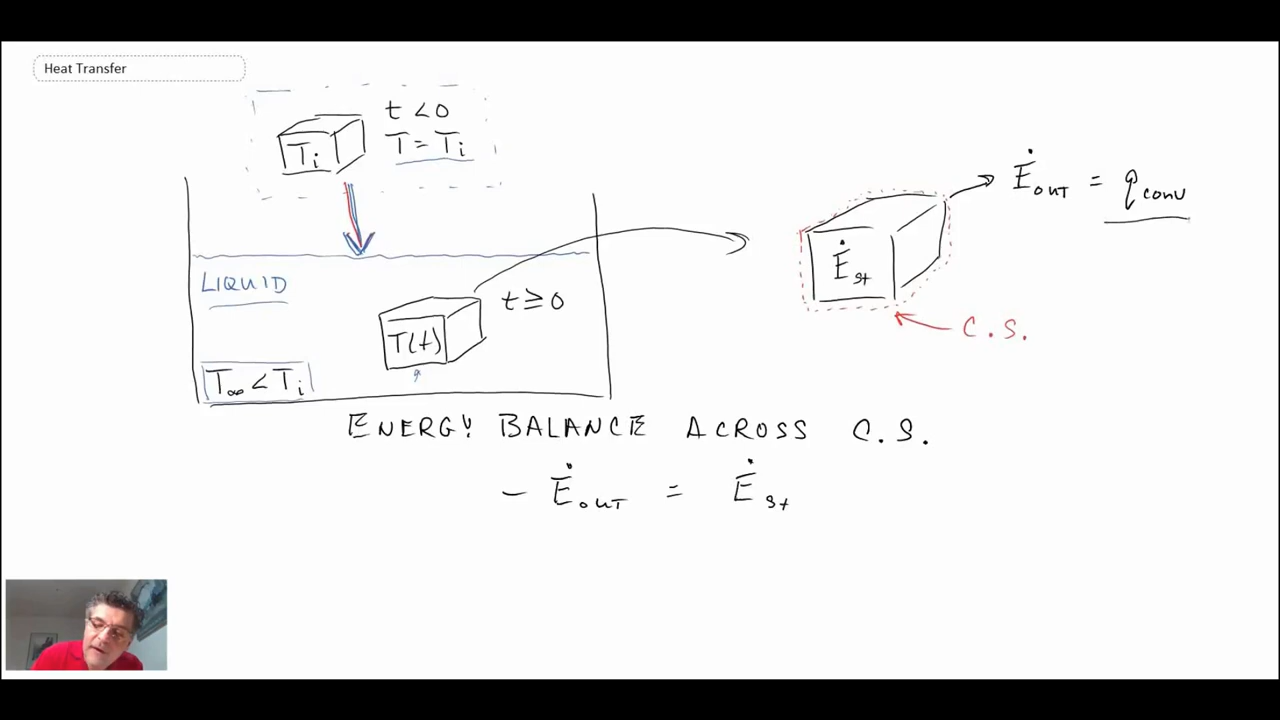 Heat Transfer
t < 0
T = Ti
Ti
Ėout = qconv
Ėst
LIQUID
t ≥ 0
T(t)
C.S.
T∞ < Ti
ENERGY BALANCE ACROSS C.S.
- Ėout = Ėst